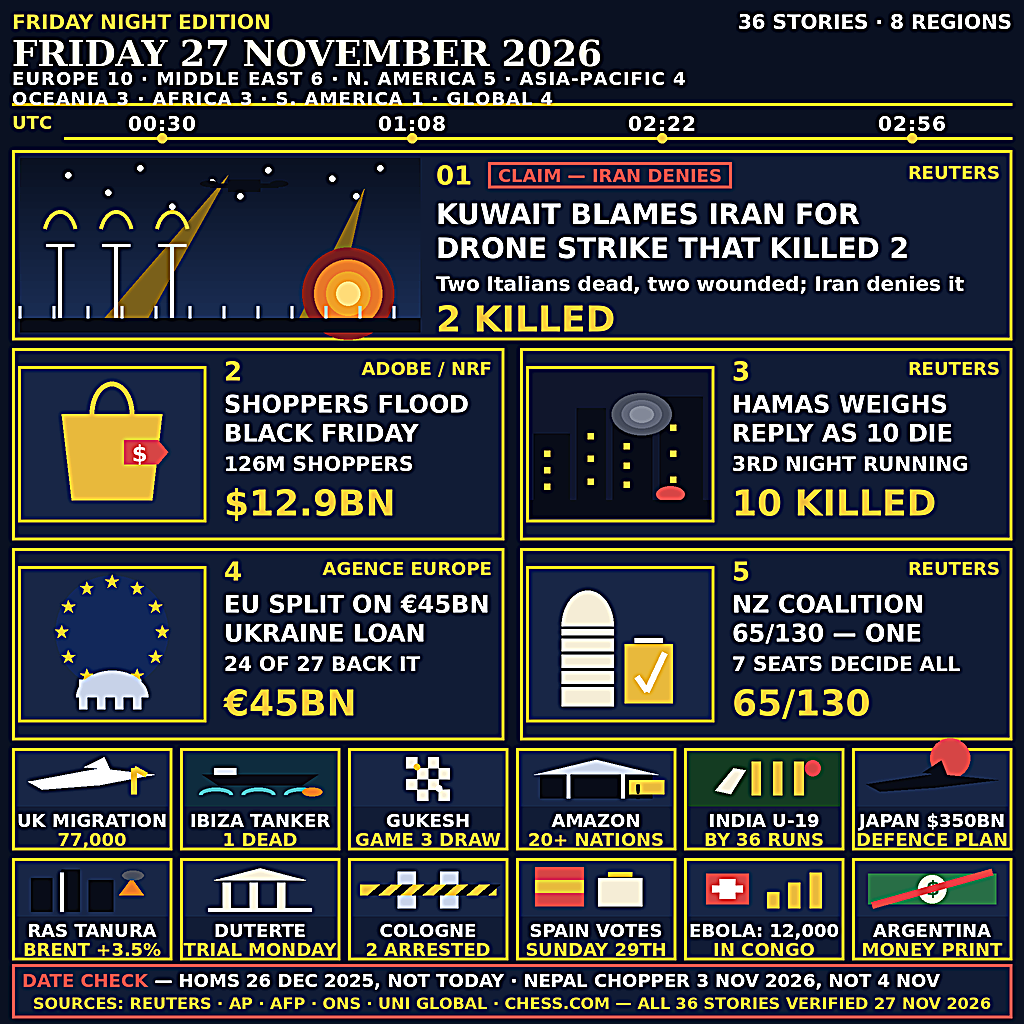 FRIDAY NIGHT EDITION
36 STORIES · 8 REGIONS
FRIDAY 27 NOVEMBER 2026
EUROPE 10 · MIDDLE EAST 6 · N. AMERICA 5 · ASIA-PACIFIC 4
OCEANIA 3 · AFRICA 3 · S. AMERICA 1 · GLOBAL 4
UTC 00:30 01:08 02:22 02:56
01 CLAIM — IRAN DENIES REUTERS
KUWAIT BLAMES IRAN FOR
DRONE STRIKE THAT KILLED 2
Two Italians dead, two wounded; Iran denies it
2 KILLED
2 ADOBE / NRF
SHOPPERS FLOOD
BLACK FRIDAY
126M SHOPPERS
$12.9BN
$
3 REUTERS
HAMAS WEIGHS
REPLY AS 10 DIE
3RD NIGHT RUNNING
10 KILLED
4 AGENCE EUROPE
EU SPLIT ON €45BN
UKRAINE LOAN
24 OF 27 BACK IT
€45BN
5 REUTERS
NZ COALITION
65/130 — ONE
7 SEATS DECIDE ALL
65/130
UK MIGRATION
77,000
IBIZA TANKER
1 DEAD
GUKESH
GAME 3 DRAW
AMAZON
20+ NATIONS
INDIA U-19
BY 36 RUNS
JAPAN $350BN
DEFENCE PLAN
RAS TANURA
BRENT +3.5%
DUTERTE
TRIAL MONDAY
COLOGNE
2 ARRESTED
SPAIN VOTES
SUNDAY 29TH
EBOLA: 12,000
IN CONGO
$
ARGENTINA
MONEY PRINT
DATE CHECK — HOMS 26 DEC 2025, NOT TODAY · NEPAL CHOPPER 3 NOV 2026, NOT 4 NOV
SOURCES: REUTERS · AP · AFP · ONS · UNI GLOBAL · CHESS.COM — ALL 36 STORIES VERIFIED 27 NOV 2026